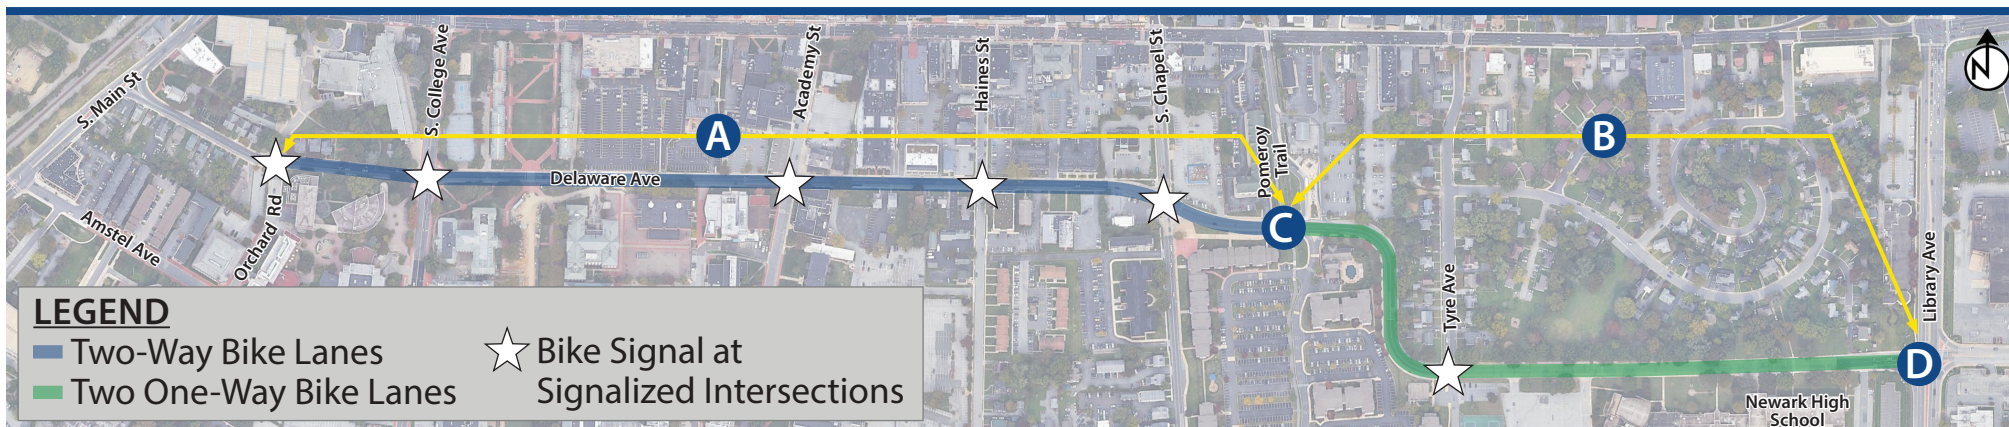 S. Main St
S. College Ave
Academy St
Haines St
S. Chapel St
N
A
B
Pomeroy
Trail
Delaware Ave
Orchard Rd
Amstel Ave
C
Tyre Ave
Library Ave
D
Newark High
School
LEGEND
Two-Way Bike Lanes
Two One-Way Bike Lanes
Bike Signal at
Signalized Intersections